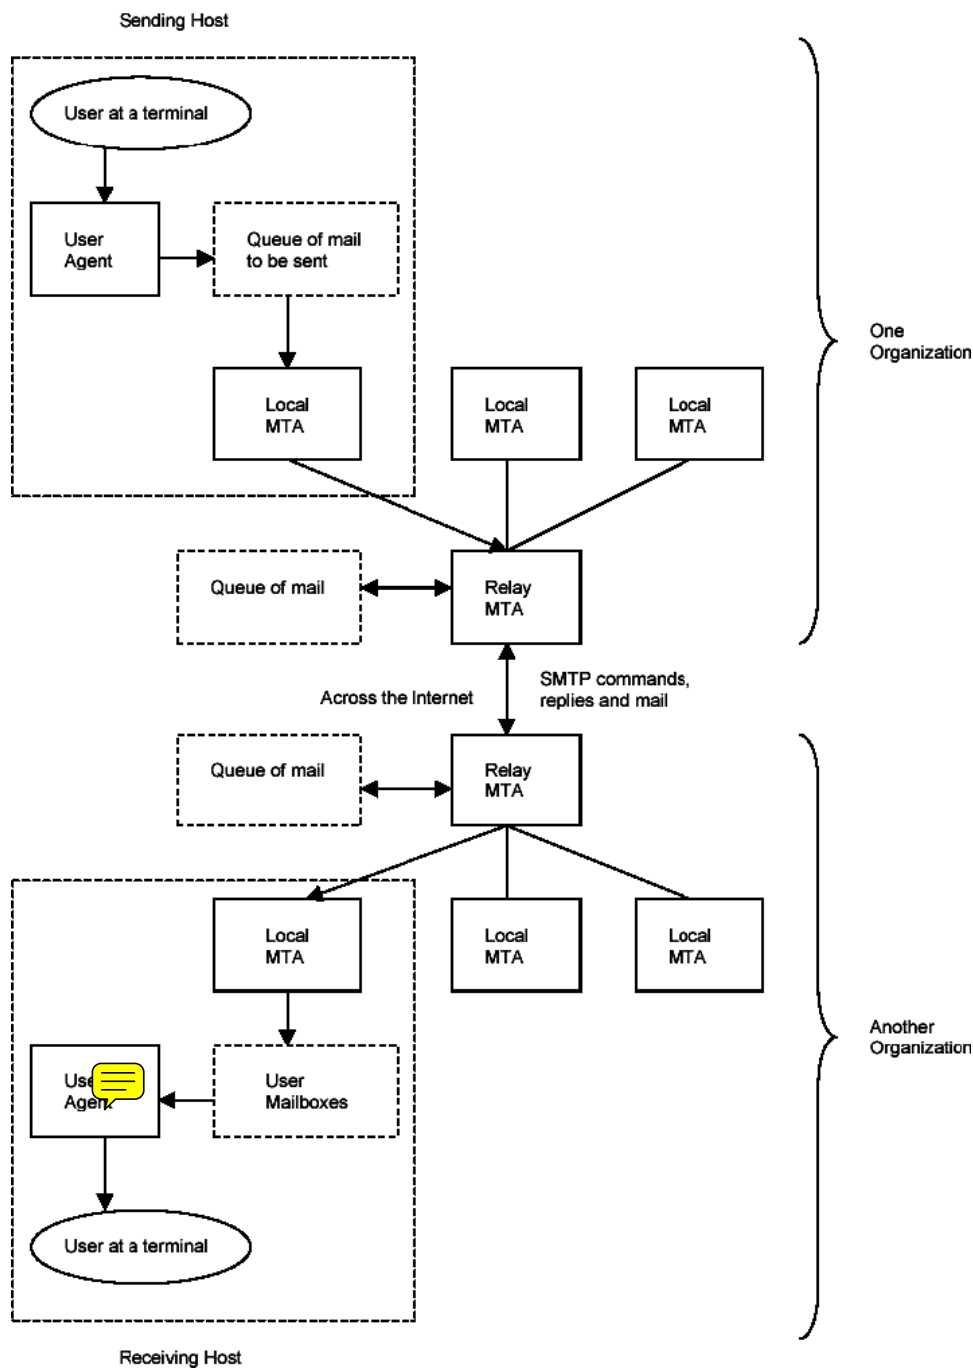 Sending Host
User at a terminal
User
Agent
Queue of mail
to be sent
One
Organization
Local
MTA
Local
MTA
Local
MTA
Queue of mail
Relay
MTA
Across the Internet
SMTP commands,
replies and mail
Queue of mail
Relay
MTA
Local
MTA
Local
MTA
Local
MTA
Another
Organization
User
Agent
User
Mailboxes
User at a terminal
Receiving Host